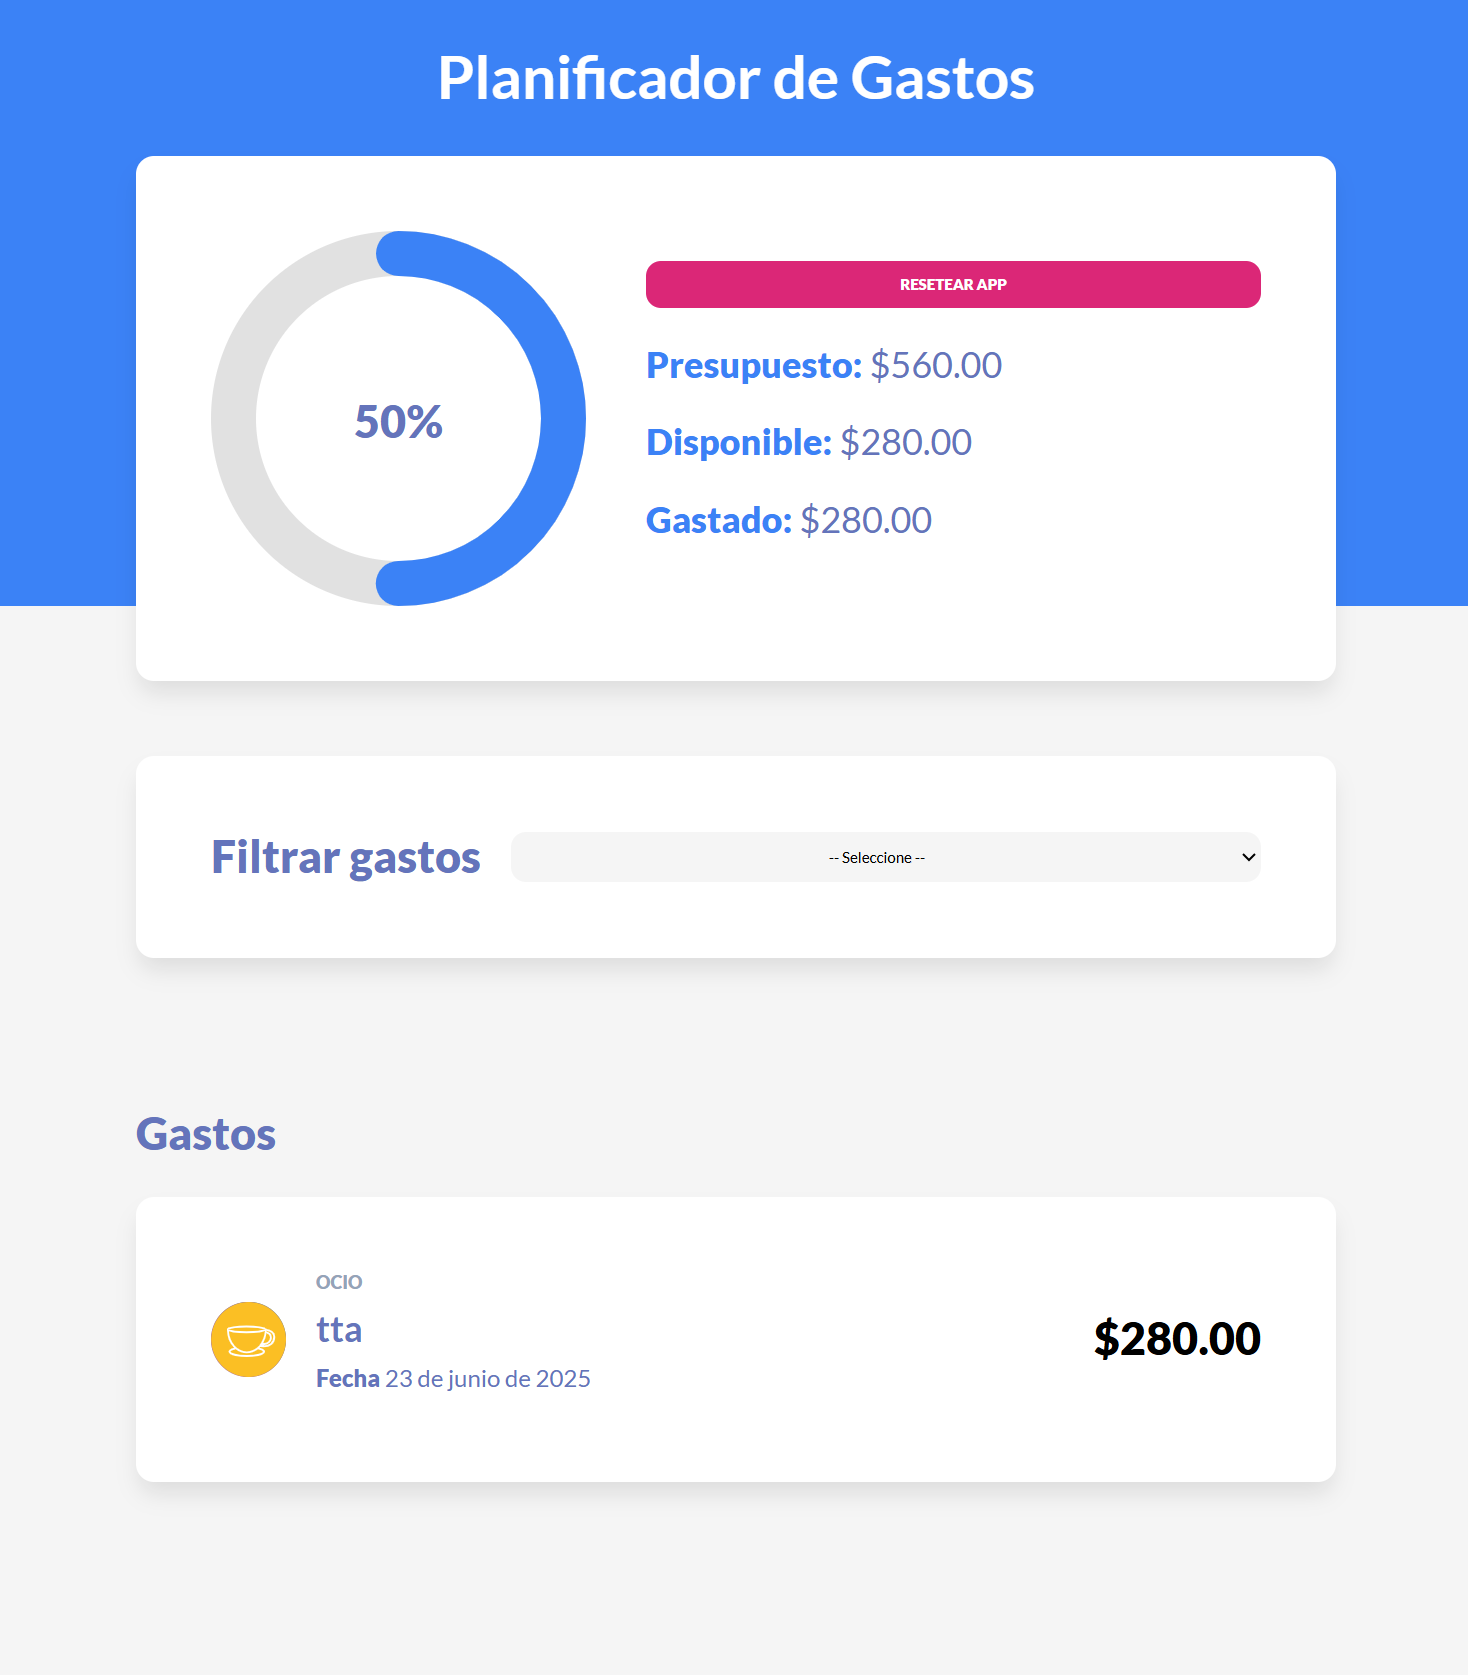 Planificador de Gastos
50%
RESETEAR APP
Presupuesto: $560.00
Disponible: $280.00
Gastado: $280.00
Filtrar gastos
-- Seleccione --
Gastos
OCIO
tta
Fecha 23 de junio de 2025
$280.00